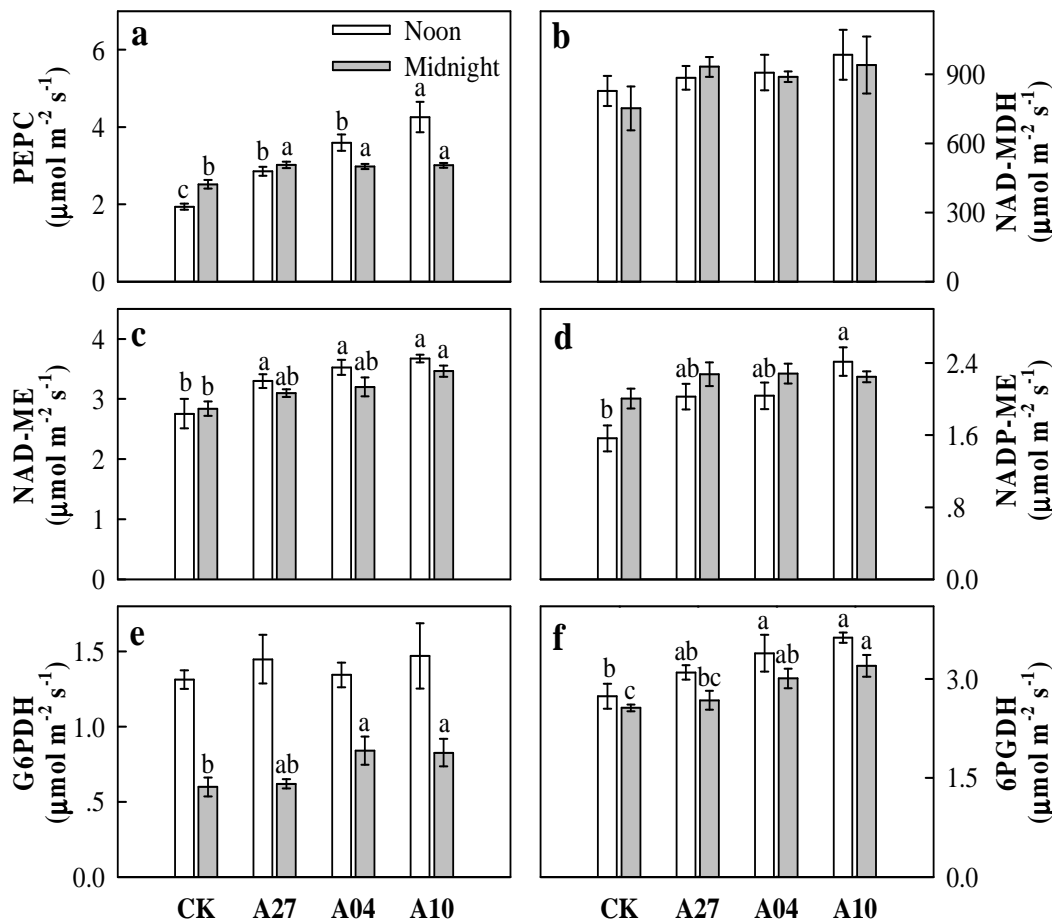 a
Noon
Midnight
6
4
2
0
PEPC
(µmol m⁻² s⁻¹)
c b b a b a a a
b
900
600
300
0
NAD-MDH
(µmol m⁻² s⁻¹)
c
4
3
2
1
0
NAD-ME
(µmol m⁻² s⁻¹)
b b a ab a ab a a
d
2.4
1.6
.8
0.0
NADP-ME
(µmol m⁻² s⁻¹)
b ab ab a
e
1.5
1.0
.5
0.0
G6PDH
(µmol m⁻² s⁻¹)
b ab a a
CK A27 A04 A10
f
3.0
1.5
0.0
6PGDH
(µmol m⁻² s⁻¹)
b c ab bc a ab a a
CK A27 A04 A10